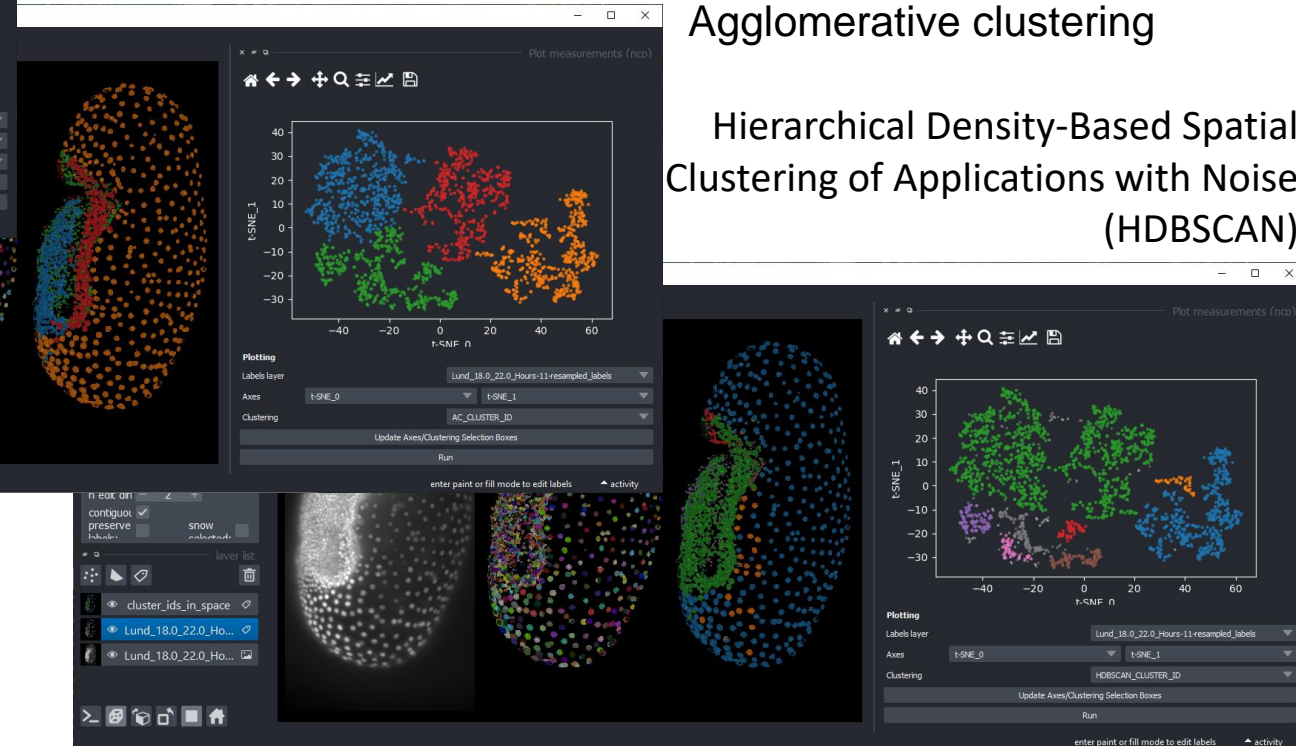 Agglomerative clustering
Hierarchical Density-Based Spatial
Clustering of Applications with Noise
(HDBSCAN)
Plot measurements (ncp)
40
30
20
10
0
−10
−20
−30
t-SNE_1
−40 −20 0 20 40 60
t-SNE_0
Plotting
Labels layer Lund_18.0_22.0_Hours-11-resampled_labels
Axes t-SNE_0 t-SNE_1
Clustering AC_CLUSTER_ID
Update Axes/Clustering Selection Boxes
Run
enter paint or fill mode to edit labels activity
n edit dim 2
contiguou
preserve
labels:
show
selected:
layer list
cluster_ids_in_space
Lund_18.0_22.0_Ho...
Lund_18.0_22.0_Ho...
Plot measurements (ncp)
40
30
20
10
0
−10
−20
−30
t-SNE_1
−40 −20 0 20 40 60
t-SNE_0
Plotting
Labels layer Lund_18.0_22.0_Hours-11-resampled_labels
Axes t-SNE_0 t-SNE_1
Clustering HDBSCAN_CLUSTER_ID
Update Axes/Clustering Selection Boxes
Run
enter paint or fill mode to edit labels activity